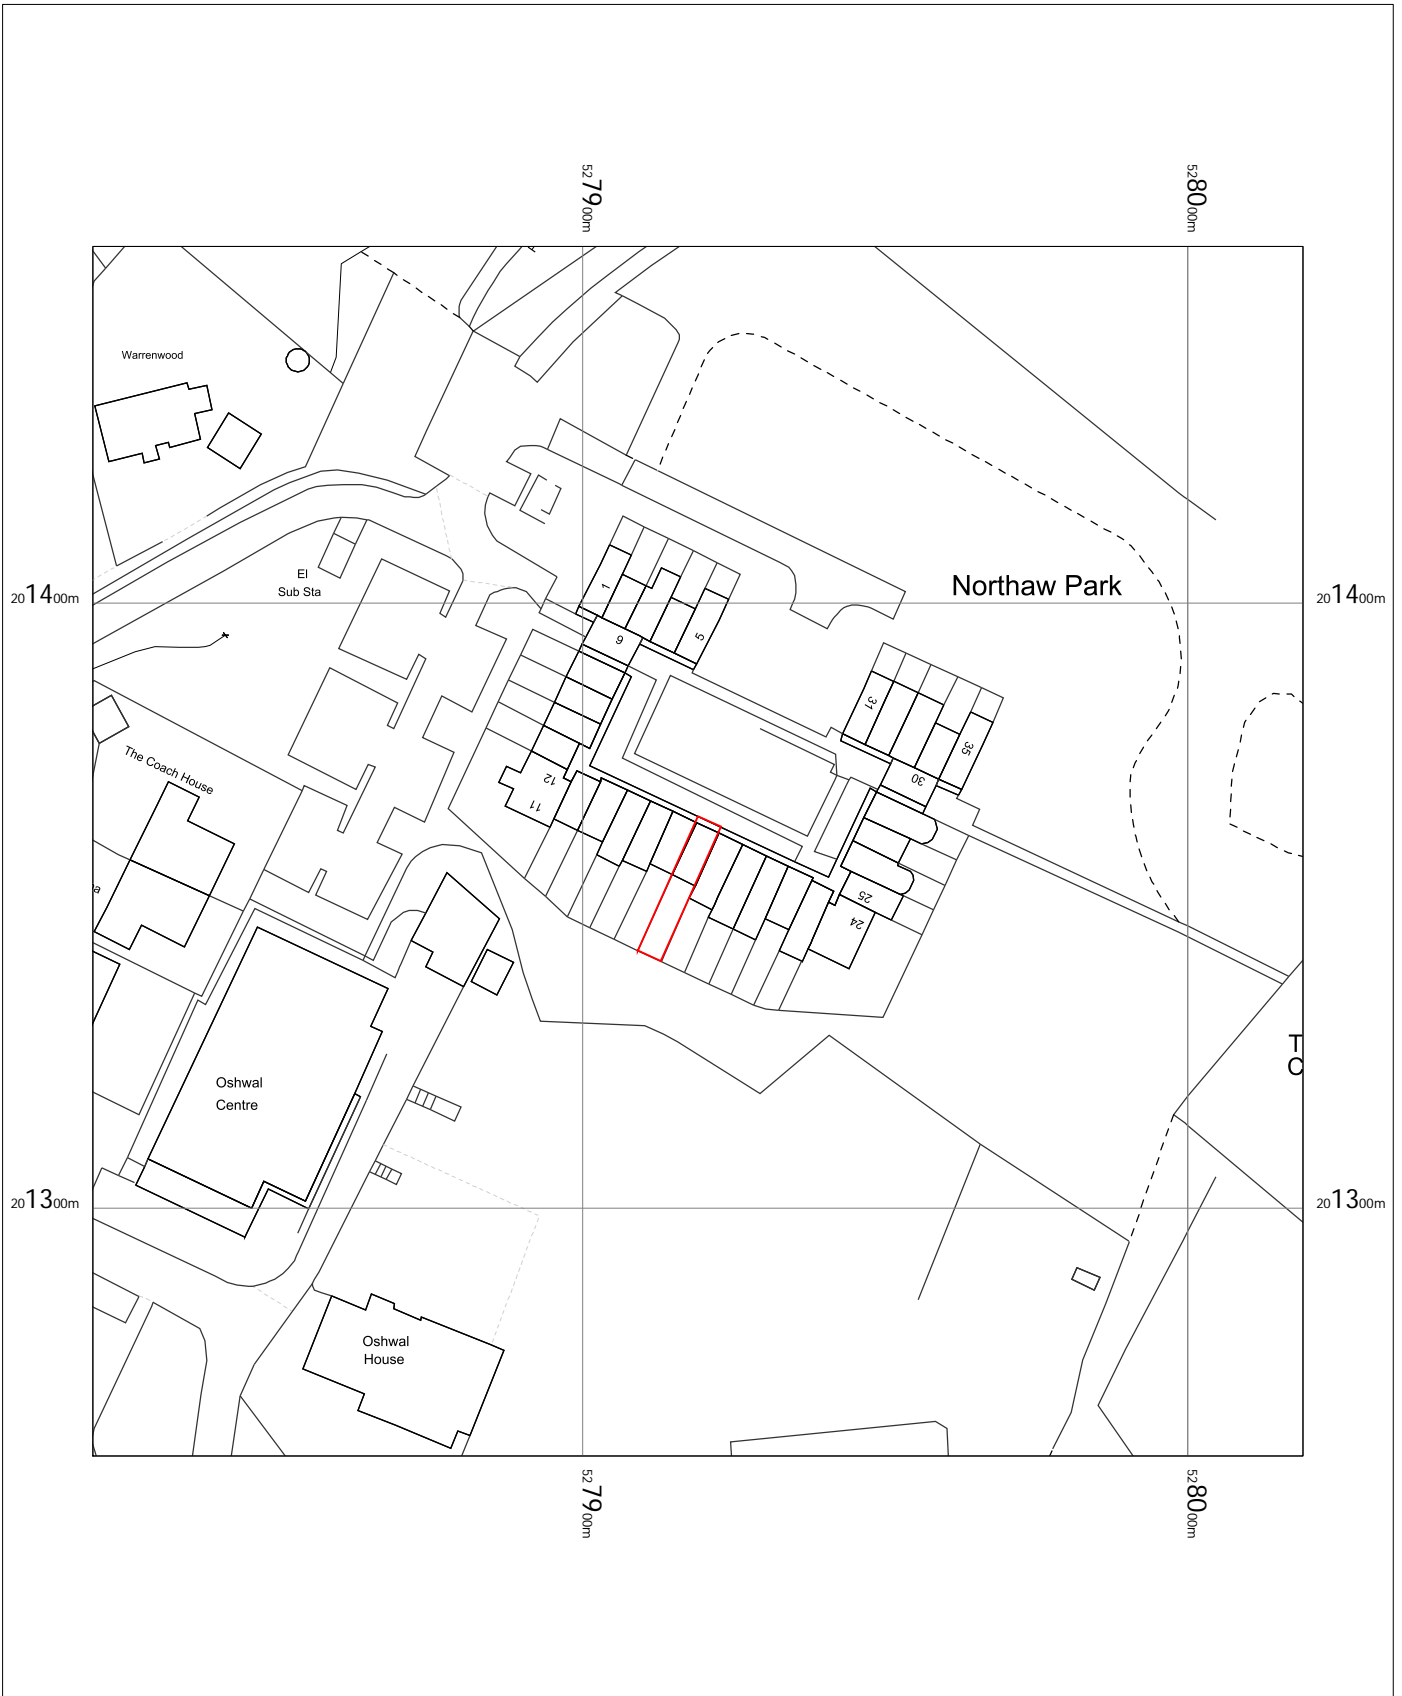 5279 00m
5280 00m
Warrenwood
El
Sub Sta
Northaw Park
2014 00m
2014 00m
1
5
6
31
35
30
The Coach House
12
11
25
24
a
T
C
Oshwal
Centre
2013 00m
2013 00m
Oshwal
House
5279 00m
5280 00m